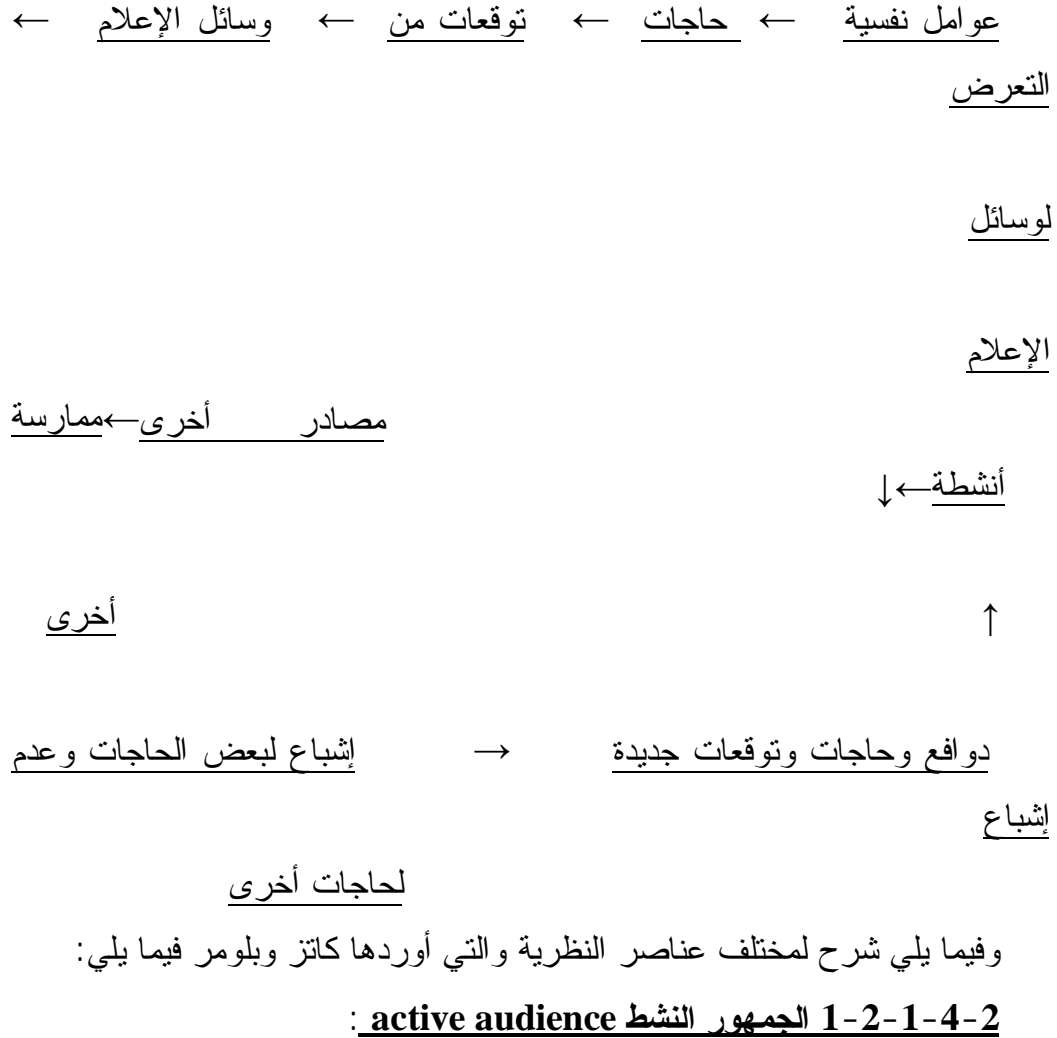 عوامل نفسية ← حاجات ← توقعات من ← وسائل الإعلام ←
التعرض
لوسائل
الإعلام
مصادر أخرى←ممارسة
أنشطة←↓
↑ أخرى
دوافع وحاجات وتوقعات جديدة → إشباع لبعض الحاجات وعدم
إشباع
لحاجات أخرى
وفيما يلي شرح لمختلف عناصر النظرية والتي أوردها كاتز وبلومر فيما يلي:
2-4-1-2-1 الجمهور النشط active audience :